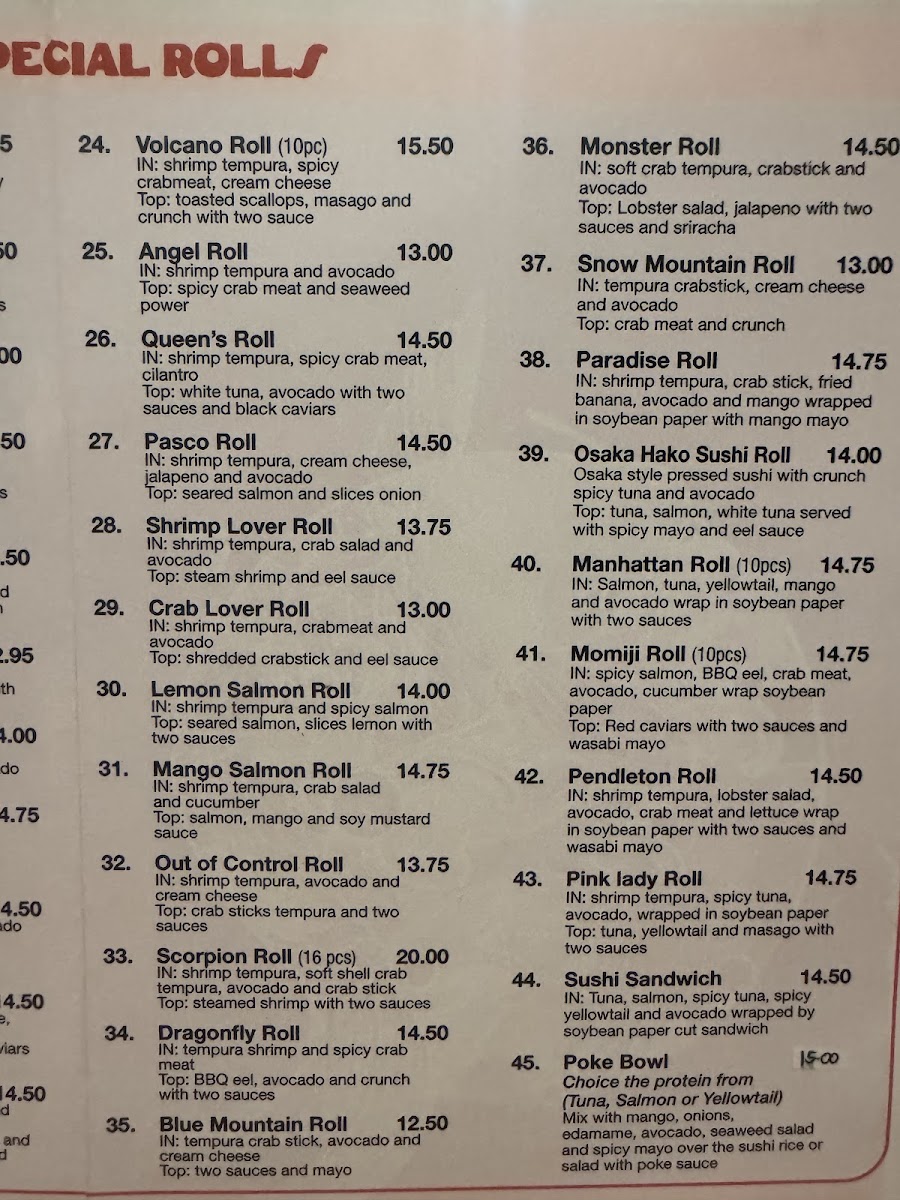 PECIAL ROLLS
5
50
s
00
50
s
.50
d
2.95
th
4.00
do
4.75
4.50
ado
14.50
e,
viars
14.50
d
and
d
24. Volcano Roll (10pc) 15.50
IN: shrimp tempura, spicy
crabmeat, cream cheese
Top: toasted scallops, masago and
crunch with two sauce
25. Angel Roll 13.00
IN: shrimp tempura and avocado
Top: spicy crab meat and seaweed
power
26. Queen's Roll 14.50
IN: shrimp tempura, spicy crab meat,
cilantro
Top: white tuna, avocado with two
sauces and black caviars
27. Pasco Roll 14.50
IN: shrimp tempura, cream cheese,
jalapeno and avocado
Top: seared salmon and slices onion
28. Shrimp Lover Roll 13.75
IN: shrimp tempura, crab salad and
avocado
Top: steam shrimp and eel sauce
29. Crab Lover Roll 13.00
IN: shrimp tempura, crabmeat and
avocado
Top: shredded crabstick and eel sauce
30. Lemon Salmon Roll 14.00
IN: shrimp tempura and spicy salmon
Top: seared salmon, slices lemon with
two sauces
31. Mango Salmon Roll 14.75
IN: shrimp tempura, crab salad
and cucumber
Top: salmon, mango and soy mustard
sauce
32. Out of Control Roll 13.75
IN: shrimp tempura, avocado and
cream cheese
Top: crab sticks tempura and two
sauces
33. Scorpion Roll (16 pcs) 20.00
IN: shrimp tempura, soft shell crab
tempura, avocado and crab stick
Top: steamed shrimp with two sauces
34. Dragonfly Roll 14.50
IN: tempura shrimp and spicy crab
meat
Top: BBQ eel, avocado and crunch
with two sauces
35. Blue Mountain Roll 12.50
IN: tempura crab stick, avocado and
cream cheese
Top: two sauces and mayo
36. Monster Roll 14.50
IN: soft crab tempura, crabstick and
avocado
Top: Lobster salad, jalapeno with two
sauces and sriracha
37. Snow Mountain Roll 13.00
IN: tempura crabstick, cream cheese
and avocado
Top: crab meat and crunch
38. Paradise Roll 14.75
IN: shrimp tempura, crab stick, fried
banana, avocado and mango wrapped
in soybean paper with mango mayo
39. Osaka Hako Sushi Roll 14.00
Osaka style pressed sushi with crunch
spicy tuna and avocado
Top: tuna, salmon, white tuna served
with spicy mayo and eel sauce
40. Manhattan Roll (10pcs) 14.75
IN: Salmon, tuna, yellowtail, mango
and avocado wrap in soybean paper
with two sauces
41. Momiji Roll (10pcs) 14.75
IN: spicy salmon, BBQ eel, crab meat,
avocado, cucumber wrap soybean
paper
Top: Red caviars with two sauces and
wasabi mayo
42. Pendleton Roll 14.50
IN: shrimp tempura, lobster salad,
avocado, crab meat and lettuce wrap
in soybean paper with two sauces and
wasabi mayo
43. Pink lady Roll 14.75
IN: shrimp tempura, spicy tuna,
avocado, wrapped in soybean paper
Top: tuna, yellowtail and masago with
two sauces
44. Sushi Sandwich 14.50
IN: Tuna, salmon, spicy tuna, spicy
yellowtail and avocado wrapped by
soybean paper cut sandwich
45. Poke Bowl 15.00
Choice the protein from
(Tuna, Salmon or Yellowtail)
Mix with mango, onions,
edamame, avocado, seaweed salad
and spicy mayo over the sushi rice or
salad with poke sauce